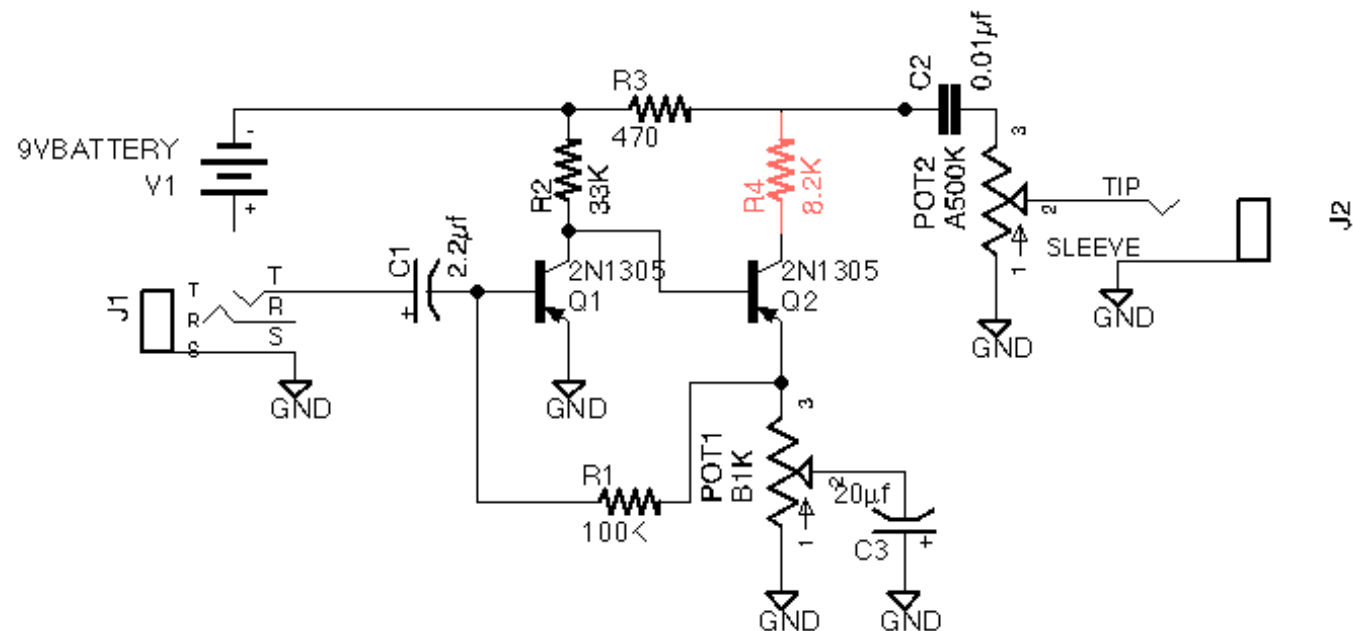 9VBATTERY
V1
-
+
R3
470
R2
33K
R4
8.2K
C2
0.01µf
POT2
A500K
3
2
1
TIP
SLEEVE
J2
GND
GND
C1
2.2µf
+
2N1305
Q1
2N1305
Q2
J1
T
R
S
T
R
S
GND
GND
R1
100<
POT1
B1K
3
2
1
20µf
C3
+
GND
GND